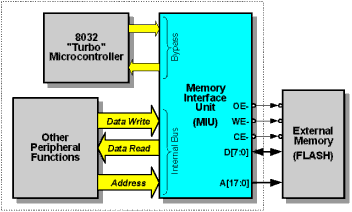 8032
"Turbo"
Microcontroller
Bypass
Memory
Interface
Unit
(MIU)
OE-
WE-
CE-
D[7:0]
A[17:0]
External
Memory
(FLASH)
Other
Peripheral
Functions
Data Write
Data Read
Address
Internal Bus